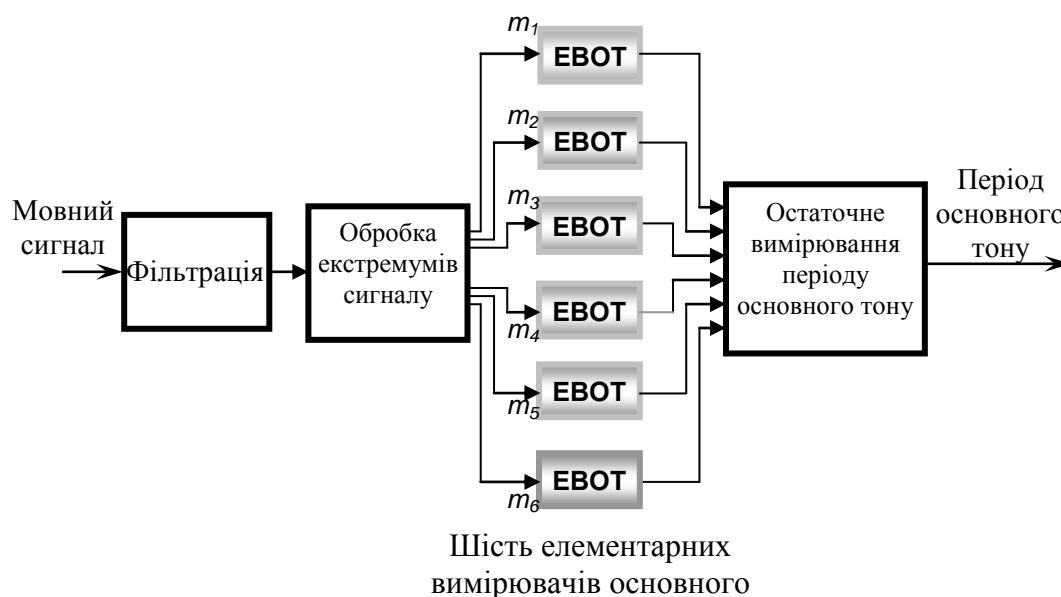 Мовний
сигнал
Фільтрація
Обробка
екстремумів
сигналу
m1
ЕВОТ
m2
ЕВОТ
m3
ЕВОТ
m4
ЕВОТ
m5
ЕВОТ
m6
ЕВОТ
Остаточне
вимірювання
періоду
основного тону
Період
основного
тону
Шість елементарних
вимірювачів основного